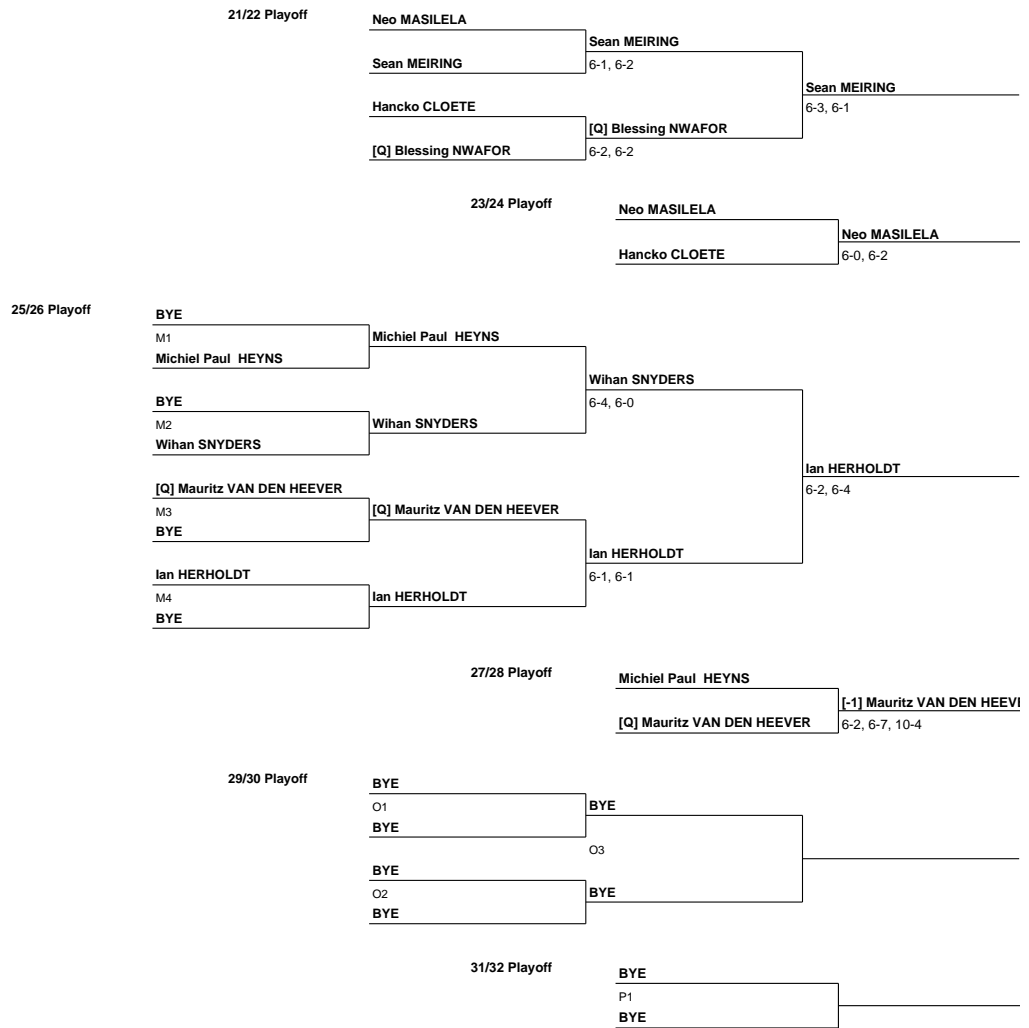 21/22 Playoff
Neo MASILELA
Sean MEIRING
Sean MEIRING
6-1, 6-2
Sean MEIRING
6-3, 6-1
Hancko CLOETE
[Q] Blessing NWAFOR
[Q] Blessing NWAFOR
6-2, 6-2
23/24 Playoff
Neo MASILELA
Neo MASILELA
Hancko CLOETE
6-0, 6-2
25/26 Playoff
BYE
M1
Michiel Paul  HEYNS
Michiel Paul  HEYNS
Wihan SNYDERS
6-4, 6-0
BYE
M2
Wihan SNYDERS
Wihan SNYDERS
Ian HERHOLDT
6-2, 6-4
[Q] Mauritz VAN DEN HEEVER
M3
[Q] Mauritz VAN DEN HEEVER
BYE
Ian HERHOLDT
6-1, 6-1
Ian HERHOLDT
M4
Ian HERHOLDT
BYE
27/28 Playoff
Michiel Paul  HEYNS
[-1] Mauritz VAN DEN HEEVE
[Q] Mauritz VAN DEN HEEVER
6-2, 6-7, 10-4
29/30 Playoff
BYE
O1
BYE
BYE
O3
BYE
O2
BYE
BYE
31/32 Playoff
BYE
P1
BYE